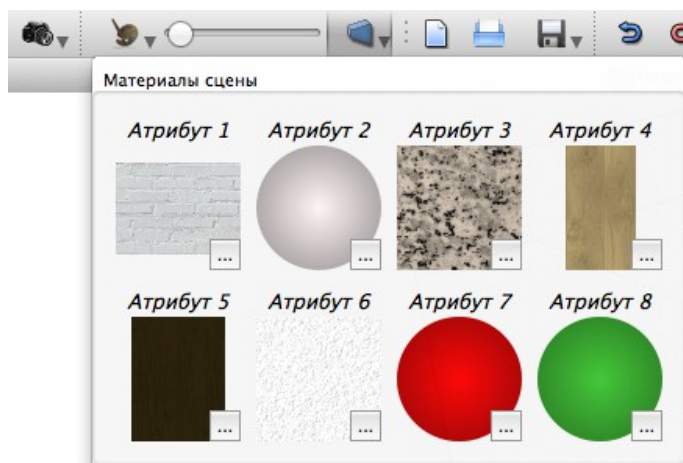 Материалы сцены
Атрибут 1 Атрибут 2 Атрибут 3 Атрибут 4
... ... ... ...
Атрибут 5 Атрибут 6 Атрибут 7 Атрибут 8
... ... ... ...